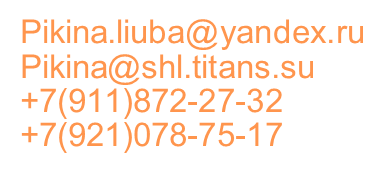 Pikina.liuba@yandex.ru
Pikina@shl.titans.su
+7(911)872-27-32
+7(921)078-75-17